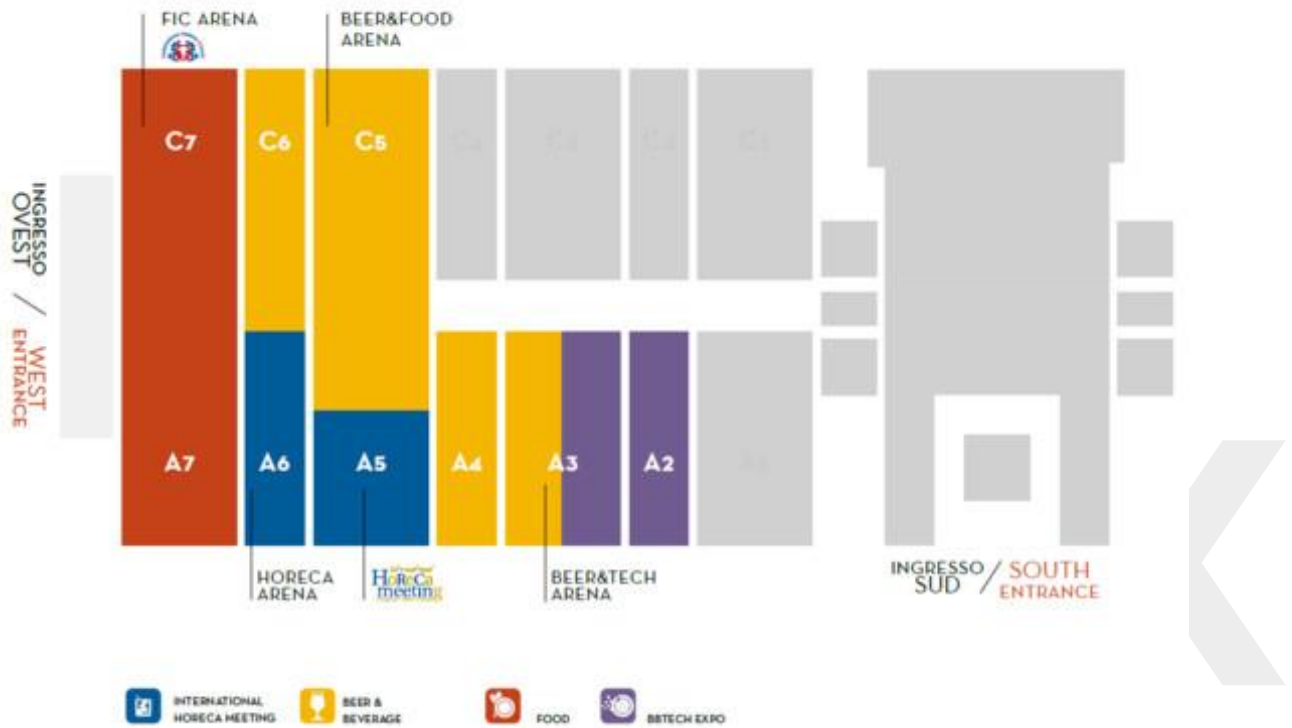 FIC ARENA
BEER&FOOD
ARENA
C7
C6
C5
INGRESSO
OVEST / WEST
ENTRANCE
A7
A6
A5
A4
A3
A2
HORECA
ARENA
HoReCa
meeting
BEER&TECH
ARENA
INGRESSO
SUD / SOUTH
ENTRANCE
INTERNATIONAL
HORECA MEETING
BEER &
BEVERAGE
FOOD
BBTECH EXPO